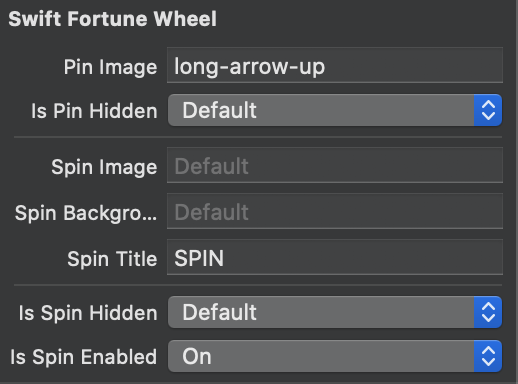 Swift Fortune Wheel
Pin Image long-arrow-up
Is Pin Hidden Default
Spin Image Default
Spin Backgro... Default
Spin Title SPIN
Is Spin Hidden Default
Is Spin Enabled On